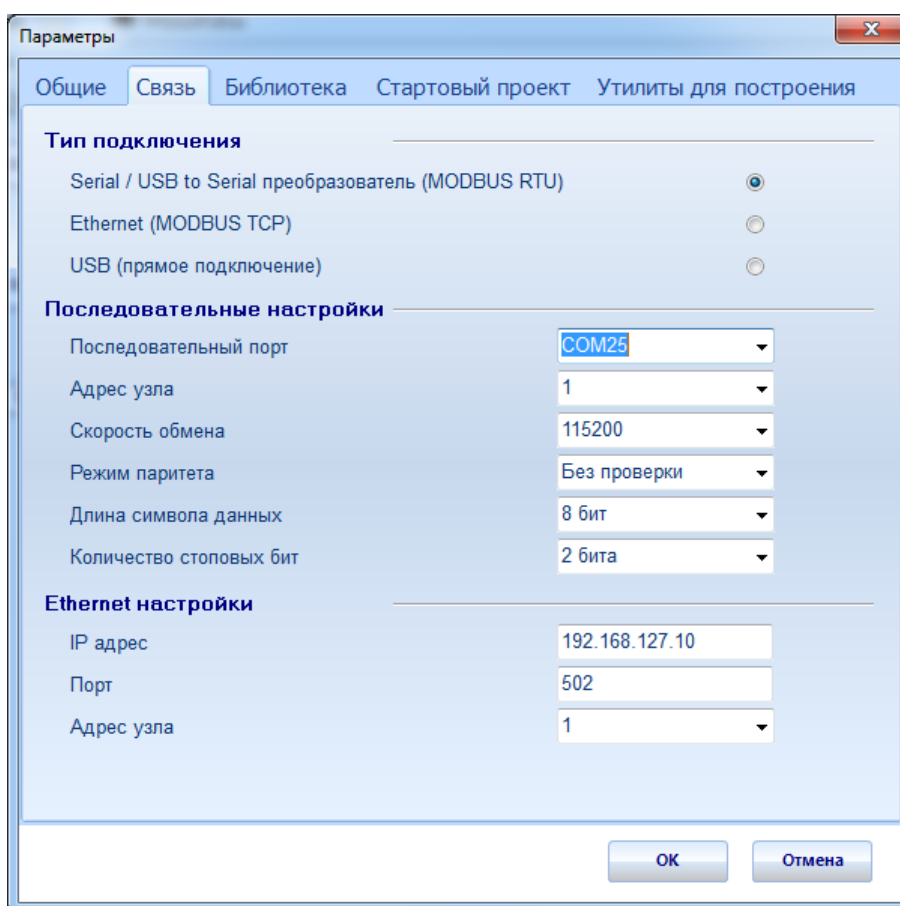 Параметры
Общие Связь Библиотека Стартовый проект Утилиты для построения
Тип подключения
Serial / USB to Serial преобразователь (MODBUS RTU)
Ethernet (MODBUS TCP)
USB (прямое подключение)
Последовательные настройки
Последовательный порт COM25
Адрес узла 1
Скорость обмена 115200
Режим паритета Без проверки
Длина символа данных 8 бит
Количество стоповых бит 2 бита
Ethernet настройки
IP адрес 192.168.127.10
Порт 502
Адрес узла 1
ОК Отмена